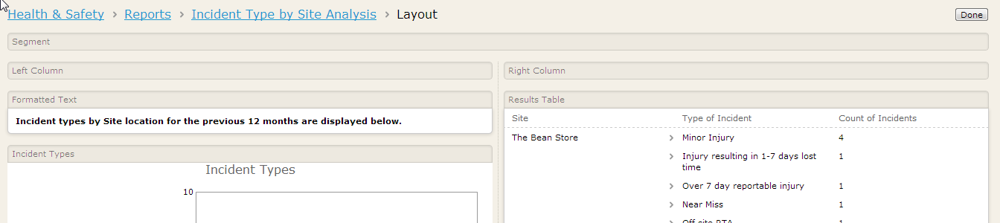 Health & Safety > Reports > Incident Type by Site Analysis > Layout
Done
Segment
Left Column
Right Column
Formatted Text
Incident types by Site location for the previous 12 months are displayed below.
Incident Types
Incident Types
10
Results Table
Site Type of Incident Count of Incidents
The Bean Store > Minor Injury 4
> Injury resulting in 1-7 days lost 1
time
> Over 7 day reportable injury 1
> Near Miss 1
Off site RTA 1